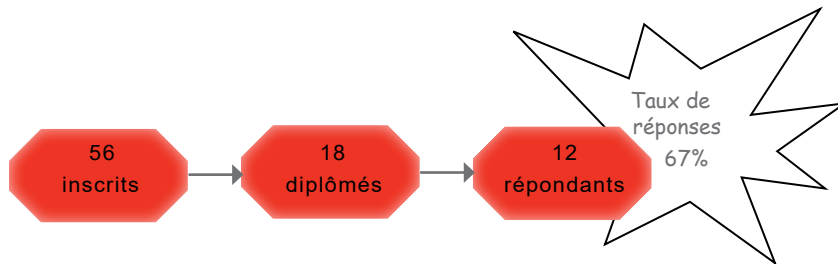 56
inscrits
18
diplômés
12
répondants
Taux de
réponses
67%